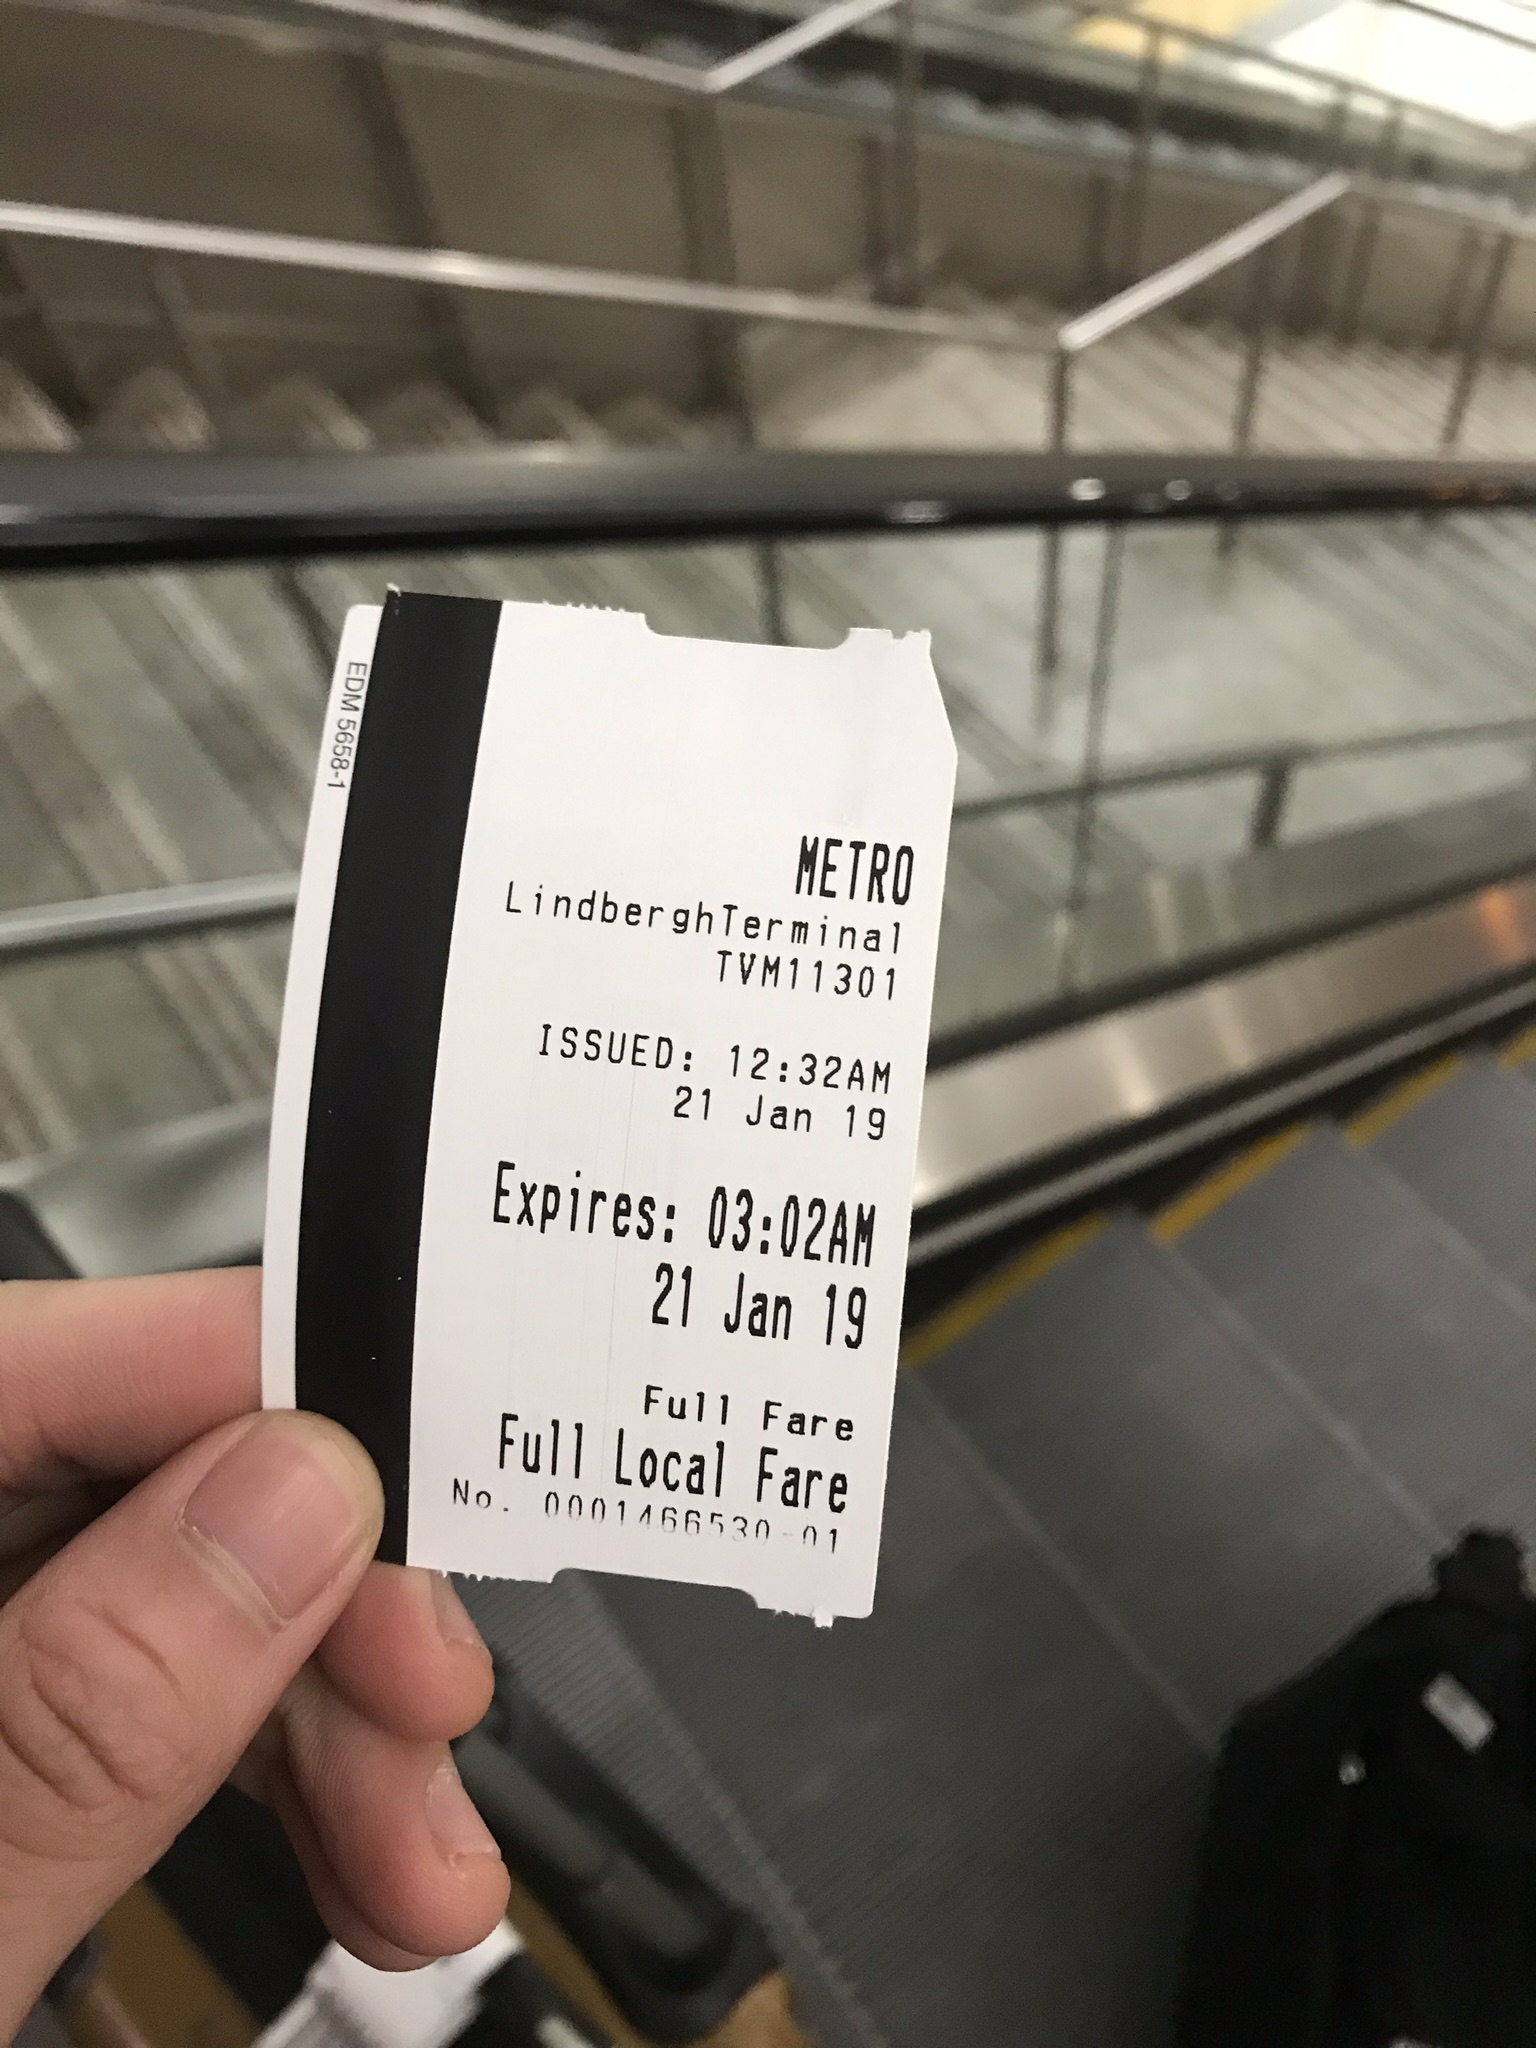 EDM 5658-1
METRO
LindberghTerminal
TVM11301
ISSUED: 12:32AM
21 Jan 19
Expires: 03:02AM
21 Jan 19
Full Fare
Full Local Fare
No. 0001466530-01